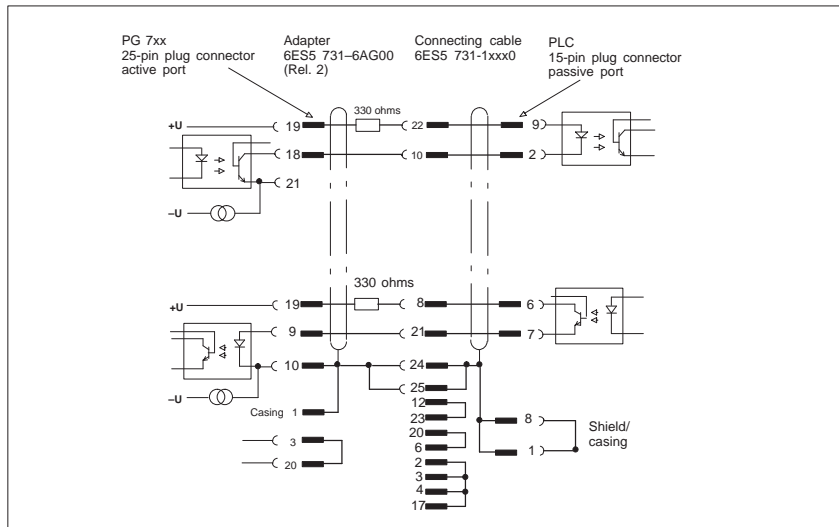 PG 7xx
25-pin plug connector
active port
Adapter
6ES5 731–6AG00
(Rel. 2)
Connecting cable
6ES5 731-1xxx0
PLC
15-pin plug connector
passive port
330 ohms
+U 19 22 9
18 10 2
21
–U
330 ohms
+U 19 8 6
9 21 7
10 24
25
–U
Casing 1 12
23 8
3 20 Shield/
casing
6 1
20 2
3
4
17